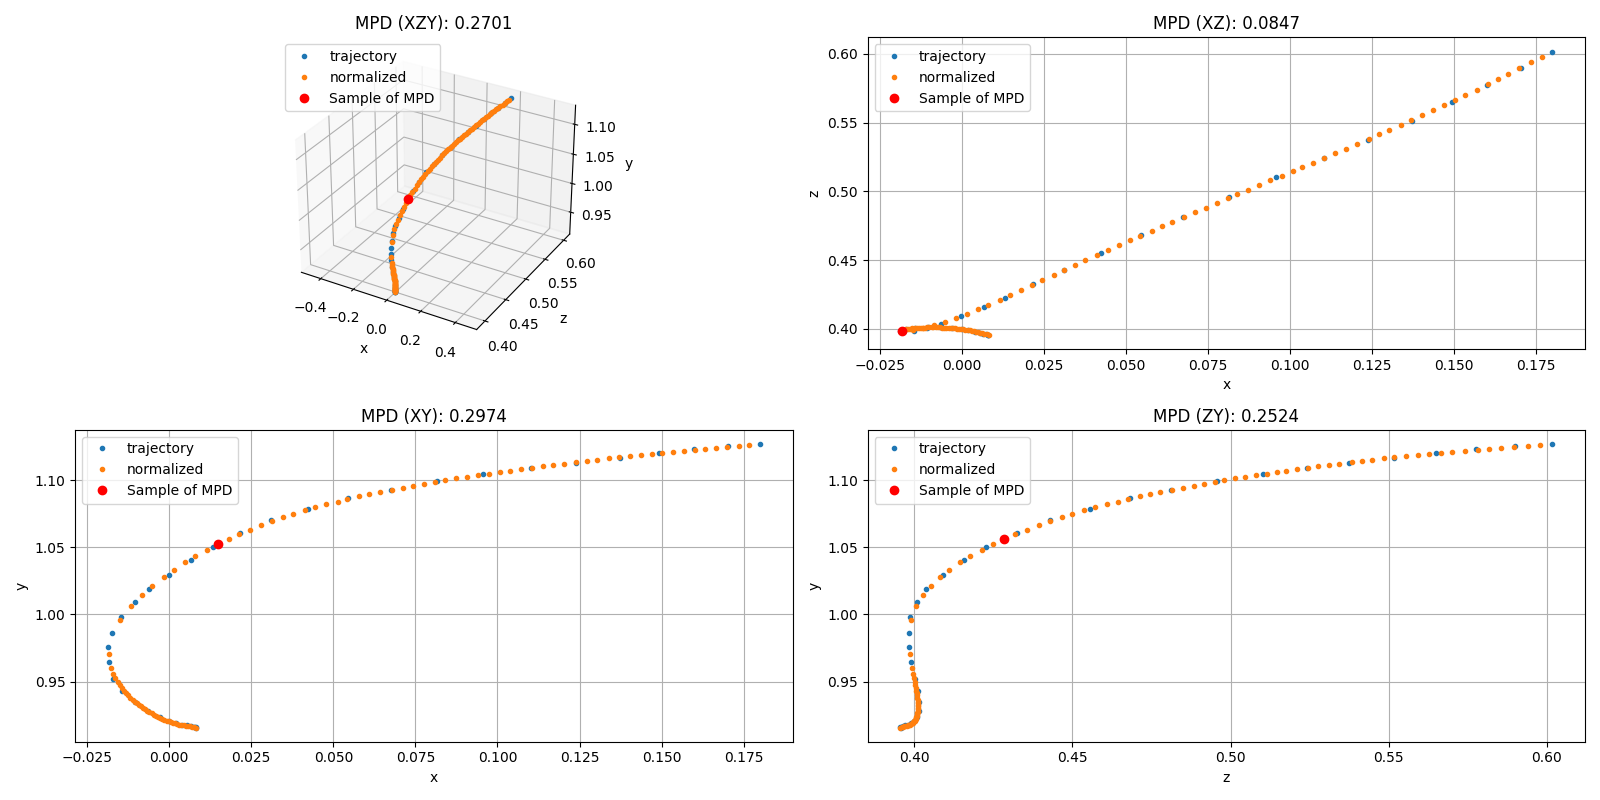 MPD (XZY): 0.2701
trajectory
normalized
Sample of MPD
1.10
1.05
1.00
0.95
y
−0.4
−0.2
0.0
0.2
0.4
x
0.40
0.45
0.50
0.55
0.60
z
MPD (XZ): 0.0847
trajectory
normalized
Sample of MPD
0.60
0.55
0.50
0.45
0.40
z
−0.025 0.000 0.025 0.050 0.075 0.100 0.125 0.150 0.175
x
MPD (XY): 0.2974
trajectory
normalized
Sample of MPD
1.10
1.05
1.00
0.95
y
−0.025 0.000 0.025 0.050 0.075 0.100 0.125 0.150 0.175
x
MPD (ZY): 0.2524
trajectory
normalized
Sample of MPD
1.10
1.05
1.00
0.95
y
0.40 0.45 0.50 0.55 0.60
z